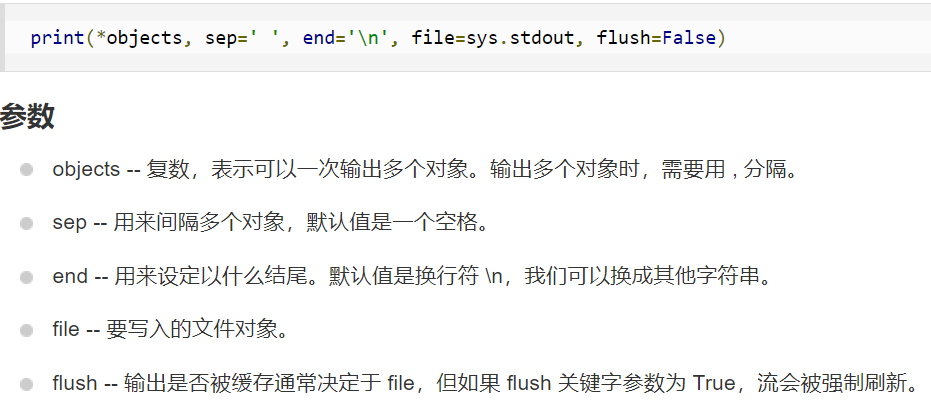 print(*objects, sep=' ', end='\n', file=sys.stdout, flush=False)
参数
objects -- 复数，表示可以一次输出多个对象。输出多个对象时，需要用 , 分隔。
sep -- 用来间隔多个对象，默认值是一个空格。
end -- 用来设定以什么结尾。默认值是换行符 \n，我们可以换成其他字符串。
file -- 要写入的文件对象。
flush -- 输出是否被缓存通常决定于 file，但如果 flush 关键字参数为 True，流会被强制刷新。